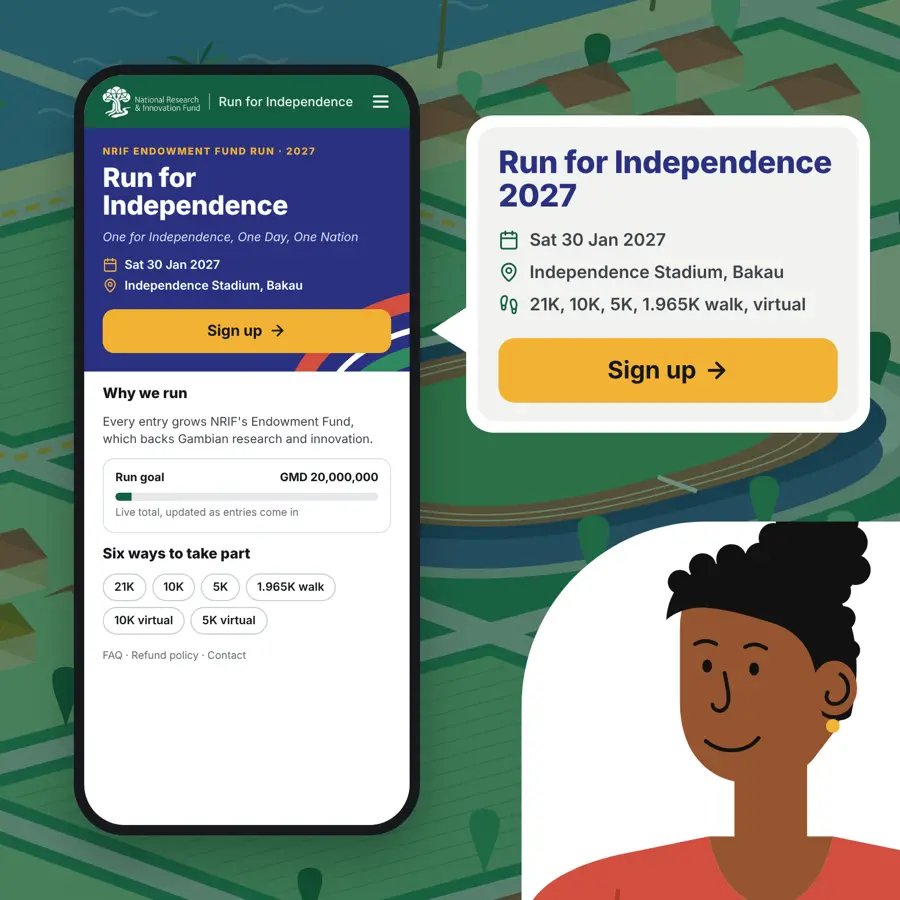 National Research
& Innovation Fund
Run for Independence
NRIF ENDOWMENT FUND RUN · 2027
Run for
Independence
One for Independence, One Day, One Nation
Sat 30 Jan 2027
Independence Stadium, Bakau
Sign up →
Why we run
Every entry grows NRIF's Endowment Fund,
which backs Gambian research and innovation.
Run goal GMD 20,000,000
Live total, updated as entries come in
Six ways to take part
21K 10K 5K 1.965K walk
10K virtual 5K virtual
FAQ · Refund policy · Contact
Run for Independence
2027
Sat 30 Jan 2027
Independence Stadium, Bakau
21K, 10K, 5K, 1.965K walk, virtual
Sign up →